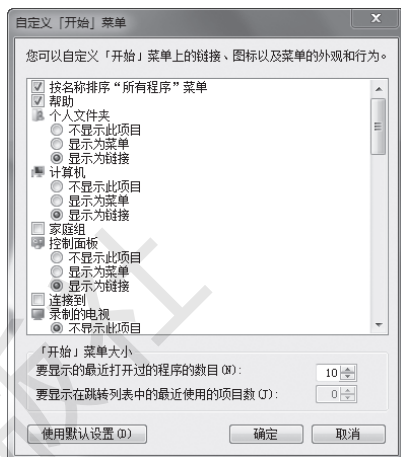 自定义「开始」菜单
您可以自定义「开始」菜单上的链接、图标以及菜单的外观和行为。
按名称排序“所有程序”菜单
帮助
个人文件夹
不显示此项目
显示为菜单
显示为链接
计算机
不显示此项目
显示为菜单
显示为链接
家庭组
控制面板
不显示此项目
显示为菜单
显示为链接
连接到
录制的电视
不显示此项目
「开始」菜单大小
要显示的最近打开过的程序的数目(N): 10
要显示在跳转列表中的最近使用的项目数(J): 0
使用默认设置(D) 确定 取消